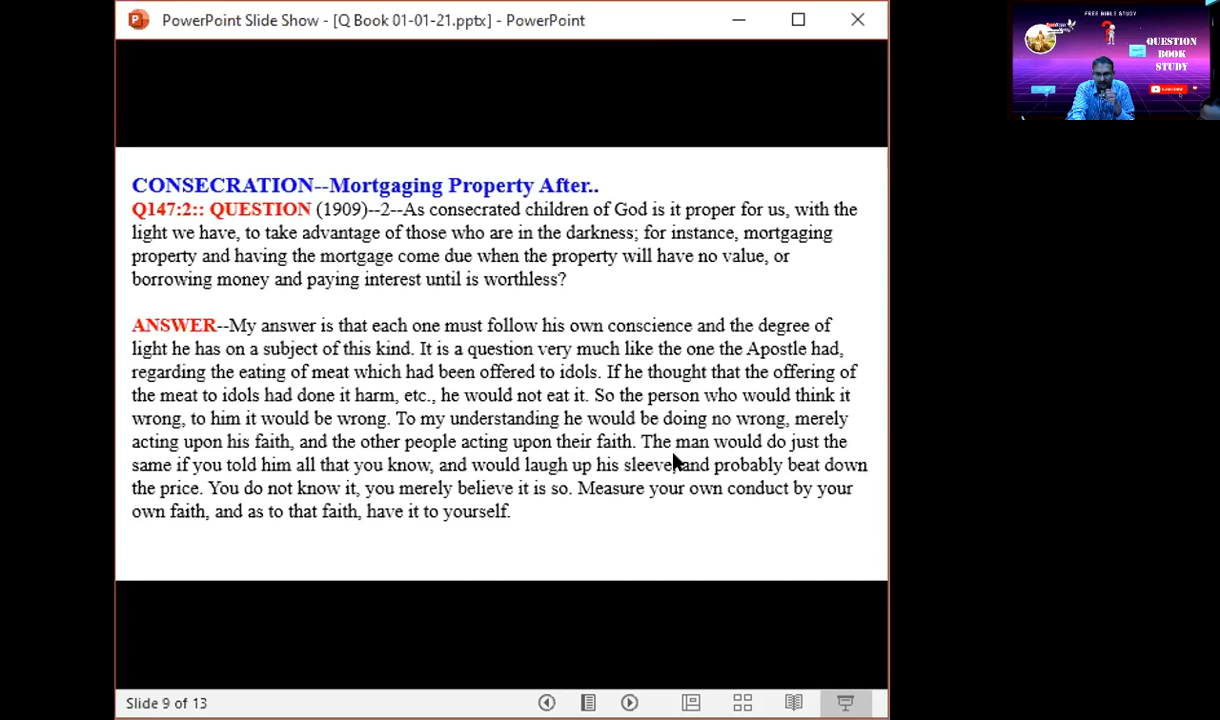 PowerPoint Slide Show - [Q Book 01-01-21.pptx] - PowerPoint
FREE BIBLE STUDY
QUESTION
BOOK
STUDY
CONSECRATION--Mortgaging Property After..
Q147:2:: QUESTION (1909)--2--As consecrated children of God is it proper for us, with the
light we have, to take advantage of those who are in the darkness; for instance, mortgaging
property and having the mortgage come due when the property will have no value, or
borrowing money and paying interest until is worthless?
ANSWER--My answer is that each one must follow his own conscience and the degree of
light he has on a subject of this kind. It is a question very much like the one the Apostle had,
regarding the eating of meat which had been offered to idols. If he thought that the offering of
the meat to idols had done it harm, etc., he would not eat it. So the person who would think it
wrong, to him it would be wrong. To my understanding he would be doing no wrong, merely
acting upon his faith, and the other people acting upon their faith. The man would do just the
same if you told him all that you know, and would laugh up his sleeve, and probably beat down
the price. You do not know it, you merely believe it is so. Measure your own conduct by your
own faith, and as to that faith, have it to yourself.
Slide 9 of 13